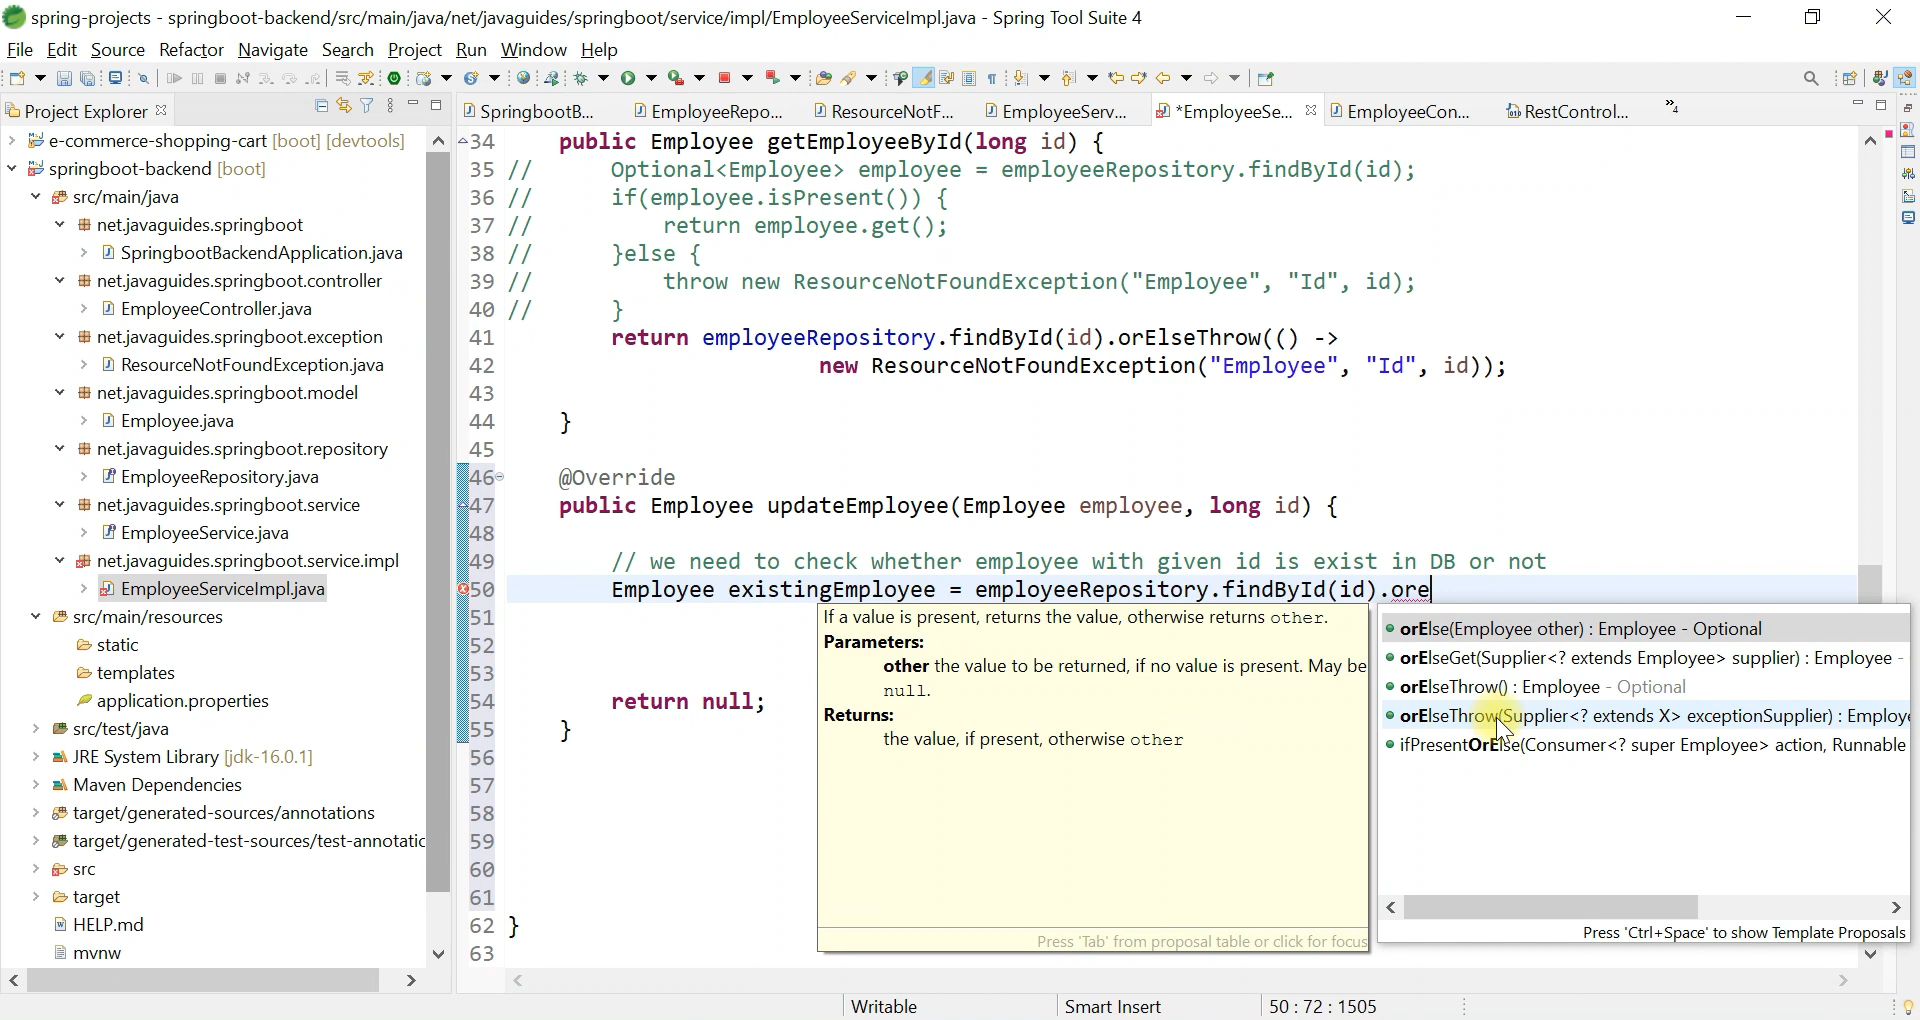 spring-projects - springboot-backend/src/main/java/net/javaguides/springboot/service/impl/EmployeeServiceImpl.java - Spring Tool Suite 4
File Edit Source Refactor Navigate Search Project Run Window Help
Project Explorer
SpringbootB... EmployeeRepo... ResourceNotF... EmployeeServ... *EmployeeSe... EmployeeCon... RestControl... »4
e-commerce-shopping-cart [boot] [devtools]
springboot-backend [boot]
src/main/java
net.javaguides.springboot
SpringbootBackendApplication.java
net.javaguides.springboot.controller
EmployeeController.java
net.javaguides.springboot.exception
ResourceNotFoundException.java
net.javaguides.springboot.model
Employee.java
net.javaguides.springboot.repository
EmployeeRepository.java
net.javaguides.springboot.service
EmployeeService.java
net.javaguides.springboot.service.impl
EmployeeServiceImpl.java
src/main/resources
static
templates
application.properties
src/test/java
JRE System Library [jdk-16.0.1]
Maven Dependencies
target/generated-sources/annotations
target/generated-test-sources/test-annotatic
src
target
HELP.md
mvnw
34 public Employee getEmployeeById(long id) {
35 // Optional<Employee> employee = employeeRepository.findById(id);
36 // if(employee.isPresent()) {
37 // return employee.get();
38 // }else {
39 // throw new ResourceNotFoundException("Employee", "Id", id);
40 // }
41 return employeeRepository.findById(id).orElseThrow(() ->
42 new ResourceNotFoundException("Employee", "Id", id));
43
44 }
45
46 @Override
47 public Employee updateEmployee(Employee employee, long id) {
48
49 // we need to check whether employee with given id is exist in DB or not
50 Employee existingEmployee = employeeRepository.findById(id).ore
51
52
53
54 return null;
55 }
56
57
58
59
60
61
62 }
63
If a value is present, returns the value, otherwise returns other.
Parameters:
other the value to be returned, if no value is present. May be
null.
Returns:
the value, if present, otherwise other
Press 'Tab' from proposal table or click for focus
orElse(Employee other) : Employee - Optional
orElseGet(Supplier<? extends Employee> supplier) : Employee -
orElseThrow() : Employee - Optional
orElseThrow(Supplier<? extends X> exceptionSupplier) : Employe
ifPresentOrElse(Consumer<? super Employee> action, Runnable
Press 'Ctrl+Space' to show Template Proposals
Writable Smart Insert 50 : 72 : 1505